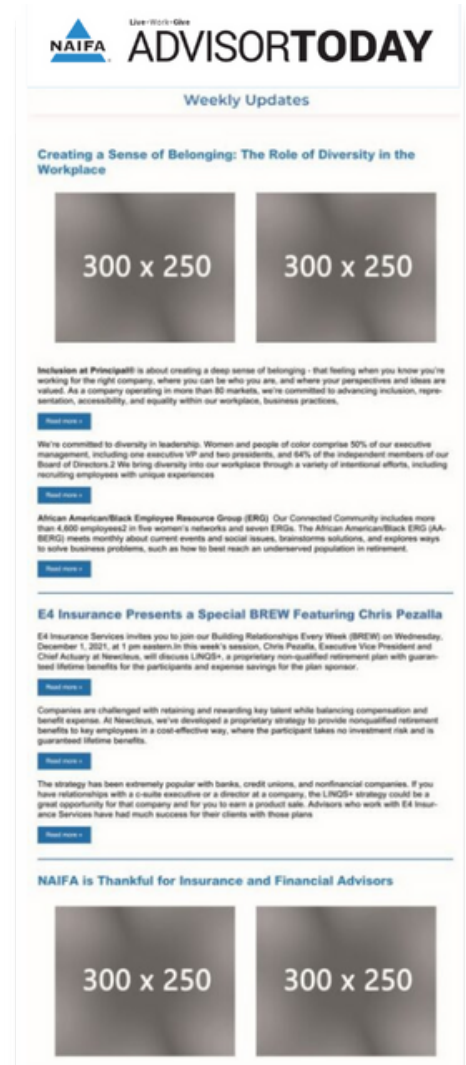 Live•Work•Give
NAIFA
ADVISORTODAY
Weekly Updates
Creating a Sense of Belonging: The Role of Diversity in the
Workplace
300 x 250
300 x 250
Inclusion at Principal® is about creating a deep sense of belonging - that feeling when you know you're
working for the right company, where you can be who you are, and where your perspectives and ideas are
valued. As a company operating in more than 80 markets, we're committed to advancing inclusion, repre-
sentation, accessibility, and equality within our workplace, business practices,
Read more »
We're committed to diversity in leadership. Women and people of color comprise 50% of our executive
management, including one executive VP and two presidents, and 64% of the independent members of our
Board of Directors.2 We bring diversity into our workplace through a variety of intentional efforts, including
recruiting employees with unique experiences
Read more »
African American/Black Employee Resource Group (ERG) Our Connected Community includes more
than 4,600 employees2 in five women's networks and seven ERGs. The African American/Black ERG (AA-
BERG) meets monthly about current events and social issues, brainstorms solutions, and explores ways
to solve business problems, such as how to best reach an underserved population in retirement.
Read more »
E4 Insurance Presents a Special BREW Featuring Chris Pezalla
E4 Insurance Services invites you to join our Building Relationships Every Week (BREW) on Wednesday,
December 1, 2021, at 1 pm eastern.In this week's session, Chris Pezalla, Executive Vice President and
Chief Actuary at Newcleus, will discuss LINQS+, a proprietary non-qualified retirement plan with guaran-
teed lifetime benefits for the participants and expense savings for the plan sponsor.
Read more »
Companies are challenged with retaining and rewarding key talent while balancing compensation and
benefit expense. At Newcleus, we've developed a proprietary strategy to provide nonqualified retirement
benefits to key employees in a cost-effective way, where the participant takes no investment risk and is
guaranteed lifetime benefits.
Read more »
The strategy has been extremely popular with banks, credit unions, and nonfinancial companies. If you
have relationships with a c-suite executive or a director at a company, the LINQS+ strategy could be a
great opportunity for that company and for you to earn a product sale. Advisors who work with E4 Insur-
ance Services have had much success for their clients with those plans
Read more »
NAIFA is Thankful for Insurance and Financial Advisors
300 x 250
300 x 250